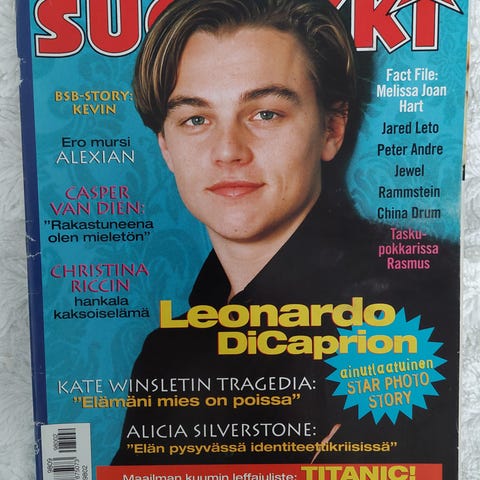 BSB-STORY:
KEVIN
Ero mursi
ALEXIAN
CASPER
VAN DIEN:
"Rakastuneena
olen mieletön"
CHRISTINA
RICCIN
hankala
kaksoiselämä
Fact File:
Melissa Joan
Hart
Jared Leto
Peter Andre
Jewel
Rammstein
China Drum
Tasku-
pokkarissa
Rasmus
Leonardo
DiCaprion
ainutlaatuinen
STAR PHOTO
STORY
KATE WINSLETIN TRAGEDIA:
"Elämäni mies on poissa"
ALICIA SILVERSTONE:
"Elän pysyvässä identiteettikriisissä"
Maailman kuumin leffajuliste: TITANIC!